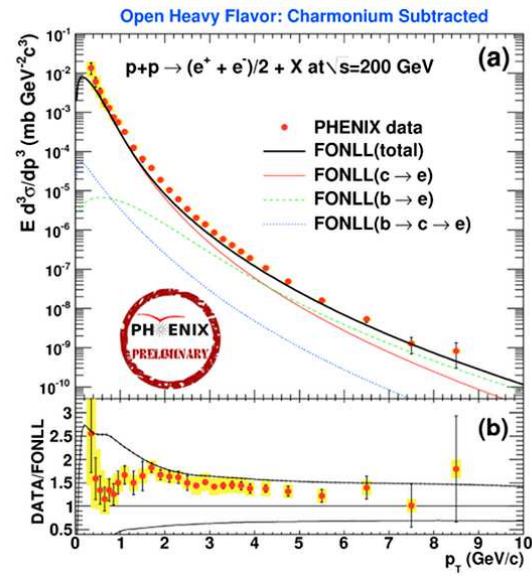 Open Heavy Flavor: Charmonium Subtracted
E d³σ/dp³ (mb GeV⁻²c³)
10⁻¹
10⁻²
10⁻³
10⁻⁴
10⁻⁵
10⁻⁶
10⁻⁷
10⁻⁸
10⁻⁹
10⁻¹⁰
(a)
p+p → (e⁺ + e⁻)/2 + X at √s=200 GeV
PHENIX data
FONLL(total)
FONLL(c → e)
FONLL(b → e)
FONLL(b → c → e)
PHENIX
PRELIMINARY
DATA/FONLL
3
2.5
2
1.5
1
0.5
(b)
0 1 2 3 4 5 6 7 8 9 10
p_T (GeV/c)